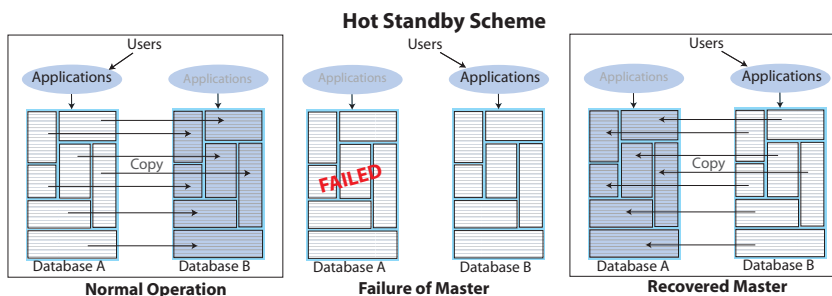 Hot Standby Scheme
Users
Applications
Applications
Copy
Database A
Database B
Normal Operation
Applications
Users
Applications
FAILED
Database A
Database B
Failure of Master
Users
Applications
Applications
Copy
Database A
Database B
Recovered Master